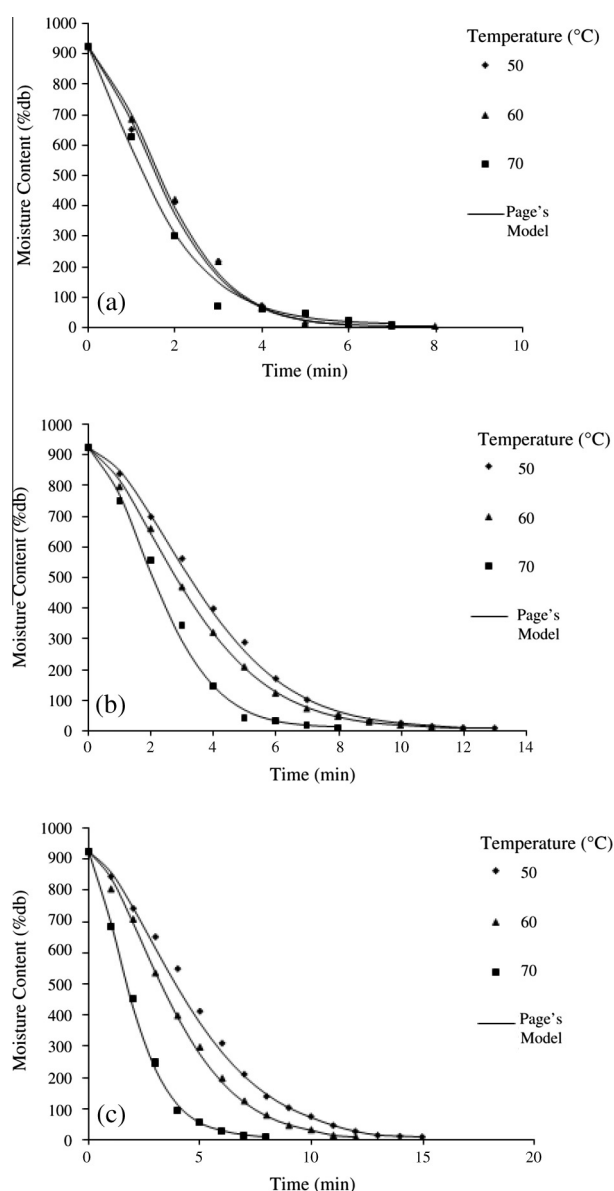 1000
900
800
700
600
500
400
300
200
100
0
Moisture Content (%db)
Temperature (°C)
50
60
70
Page's
Model
(a)
0 2 4 6 8 10
Time (min)
1000
900
800
700
600
500
400
300
200
100
0
Moisture Content (%db)
Temperature (°C)
50
60
70
Page's
Model
(b)
0 2 4 6 8 10 12 14
Time (min)
1000
900
800
700
600
500
400
300
200
100
0
Moisture Content (%db)
Temperature (°C)
50
60
70
Page's
Model
(c)
0 5 10 15 20
Time (min)